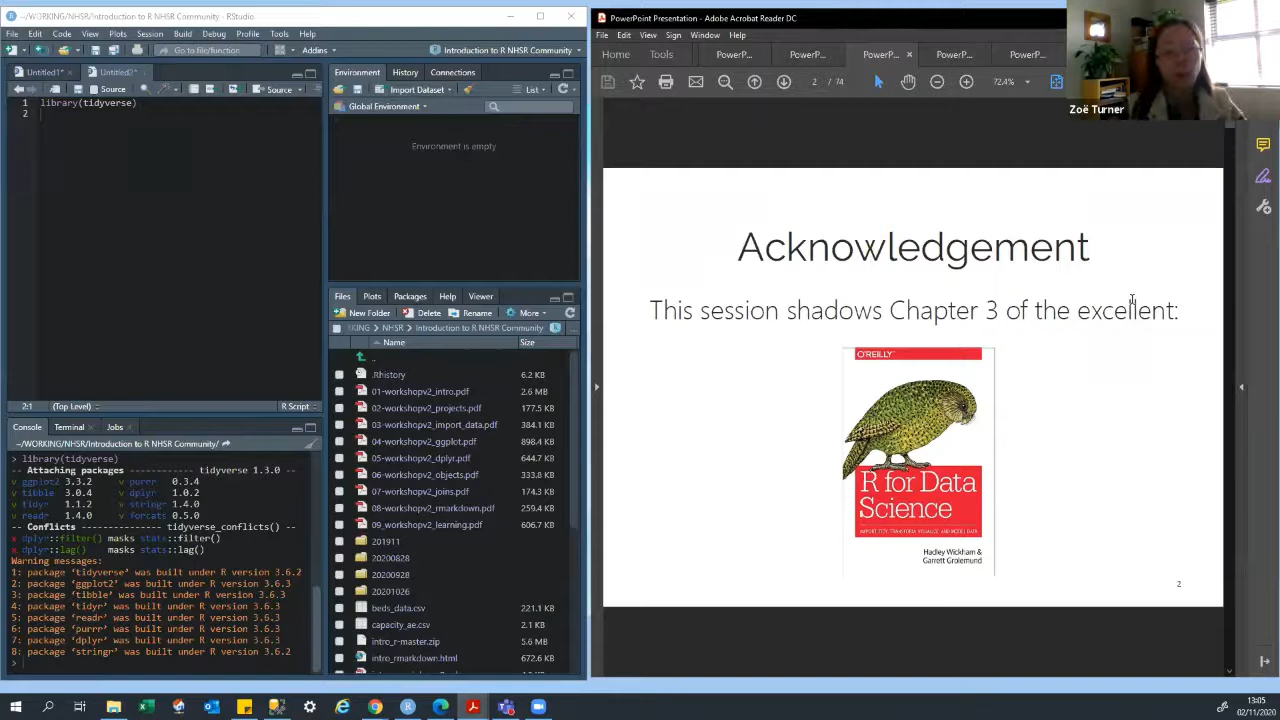 ~/WORKING/NHSR/Introduction to R NHSR Community - RStudio
File Edit Code View Plots Session Build Debug Profile Tools Help
Go to file/function Addins Introduction to R NHSR Community
Untitled1* Untitled2*
Source Source
1 library(tidyverse)
2
2:1 (Top Level) R Script
Console Terminal Jobs
~/WORKING/NHSR/Introduction to R NHSR Community/
> library(tidyverse)
-- Attaching packages ------------ tidyverse 1.3.0 --
v ggplot2 3.3.2 v purrr 0.3.4
v tibble 3.0.4 v dplyr 1.0.2
v tidyr 1.1.2 v stringr 1.4.0
v readr 1.4.0 v forcats 0.5.0
-- Conflicts ---------- tidyverse_conflicts() --
x dplyr::filter() masks stats::filter()
x dplyr::lag() masks stats::lag()
Warning messages:
1: package ‘tidyverse’ was built under R version 3.6.2
2: package ‘ggplot2’ was built under R version 3.6.3
3: package ‘tibble’ was built under R version 3.6.3
4: package ‘tidyr’ was built under R version 3.6.3
5: package ‘readr’ was built under R version 3.6.3
6: package ‘purrr’ was built under R version 3.6.3
7: package ‘dplyr’ was built under R version 3.6.3
8: package ‘stringr’ was built under R version 3.6.2
>
Environment History Connections
Import Dataset List
Global Environment
Environment is empty
Files Plots Packages Help Viewer
New Folder Delete Rename More
KING NHSR Introduction to R NHSR Community
Name Size
..
.Rhistory 6.2 KB
01-workshopv2_intro.pdf 2.6 MB
02-workshopv2_projects.pdf 177.5 KB
03-workshopv2_import_data.pdf 384.1 KB
04-workshopv2_ggplot.pdf 898.4 KB
05-workshopv2_dplyr.pdf 644.7 KB
06-workshopv2_objects.pdf 333.8 KB
07-workshopv2_joins.pdf 174.3 KB
08-workshopv2_rmarkdown.pdf 259.4 KB
09_workshopv2_learning.pdf 606.7 KB
201911
20200828
20200928
20201026
beds_data.csv 221.1 KB
capacity_ae.csv 2.1 KB
intro_r-master.zip 5.6 MB
intro_rmarkdown.html 672.6 KB
PowerPoint Presentation - Adobe Acrobat Reader DC
File Edit View Sign Window Help
Home Tools PowerP... PowerP... PowerP... × PowerP... PowerP...
2 / 74 72.4%
Zoë Turner
Acknowledgement
This session shadows Chapter 3 of the excellent:
O'REILLY
R for Data
Science
IMPORT, TIDY, TRANSFORM, VISUALIZE, AND MODEL DATA
Hadley Wickham &
Garrett Grolemund
2
13:05
02/11/2020